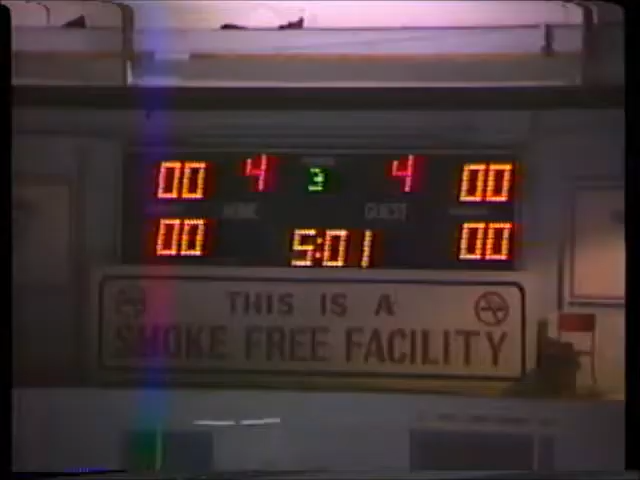 00 4 3 4 00
HOME GUEST
00 5:01 00
THIS IS A
SMOKE FREE FACILITY